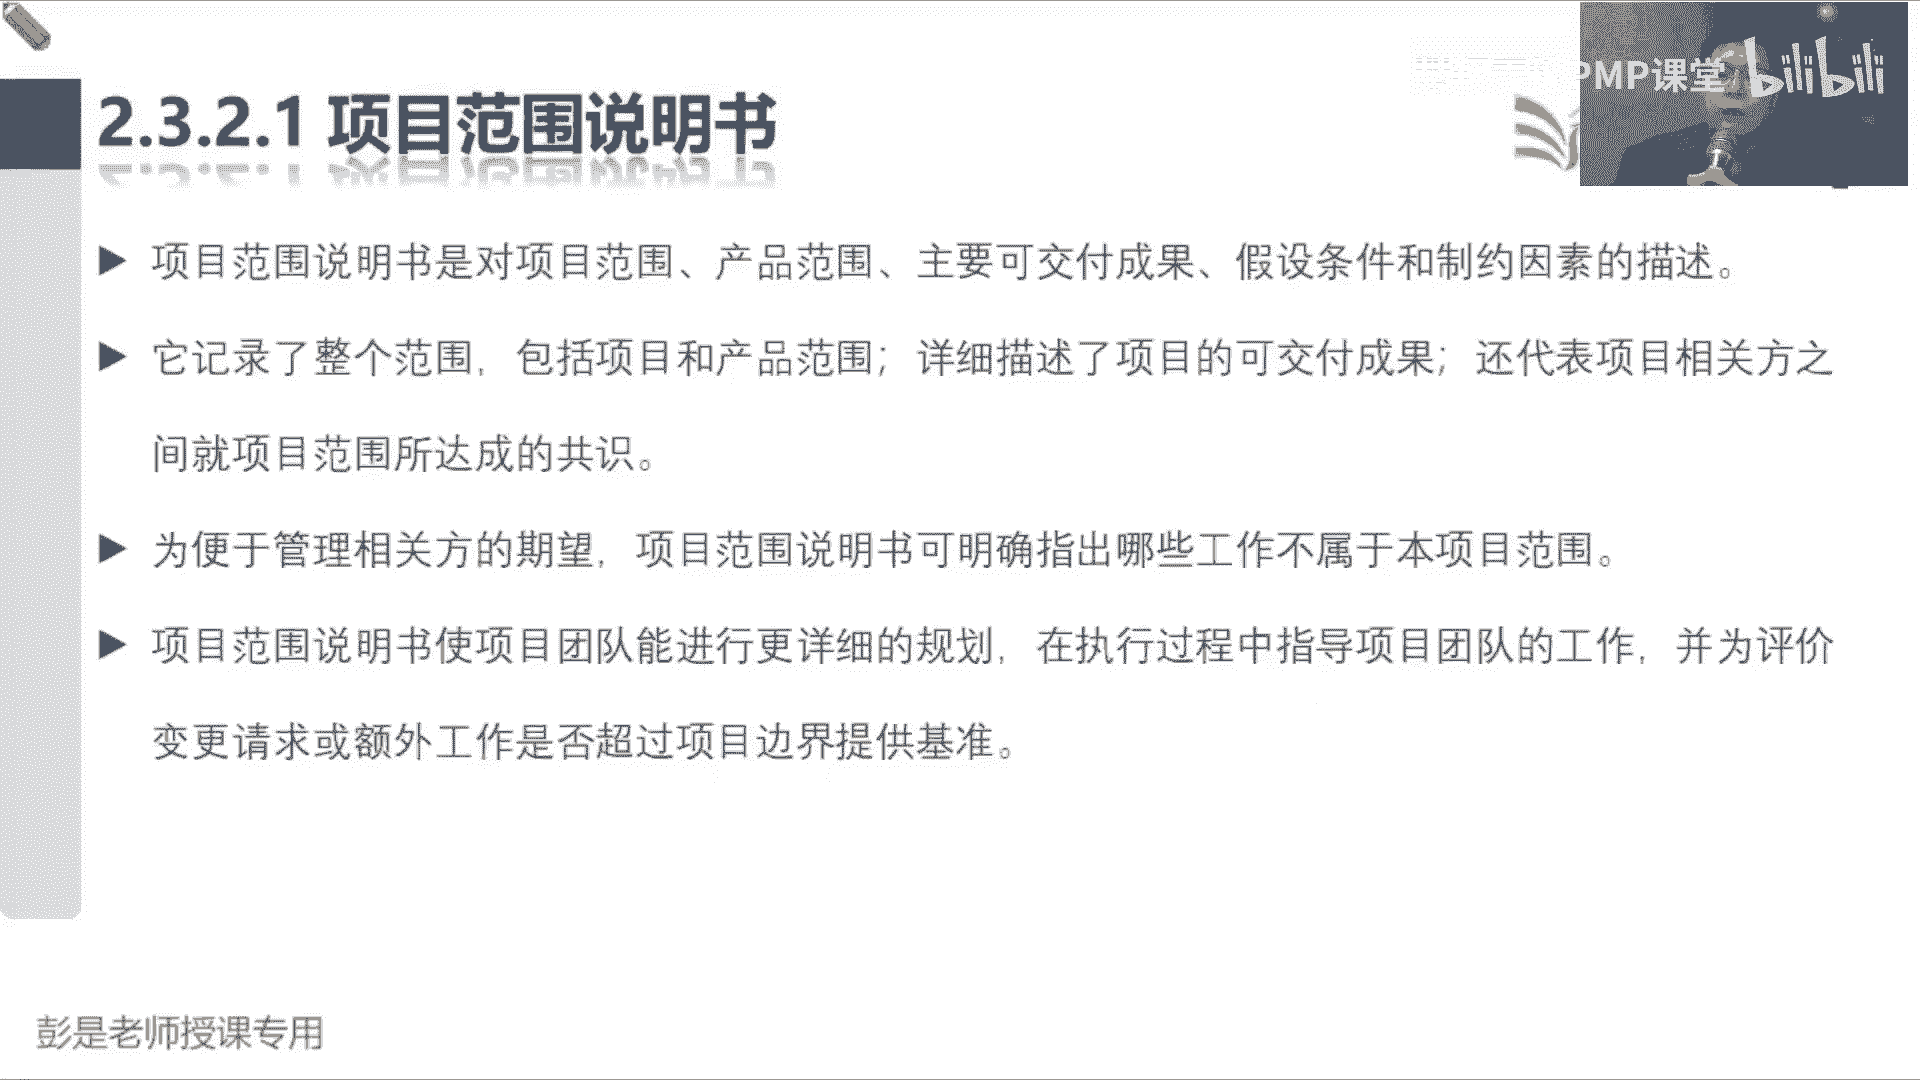 PMP课堂 bilibili
2.3.2.1 项目范围说明书
项目范围说明书是对项目范围、产品范围、主要可交付成果、假设条件和制约因素的描述。
它记录了整个范围，包括项目和产品范围；详细描述了项目的可交付成果；还代表项目相关方之
间就项目范围所达成的共识。
为便于管理相关方的期望，项目范围说明书可明确指出哪些工作不属于本项目范围。
项目范围说明书使项目团队能进行更详细的规划，在执行过程中指导项目团队的工作，并为评价
变更请求或额外工作是否超过项目边界提供基准。
彭是老师授课专用